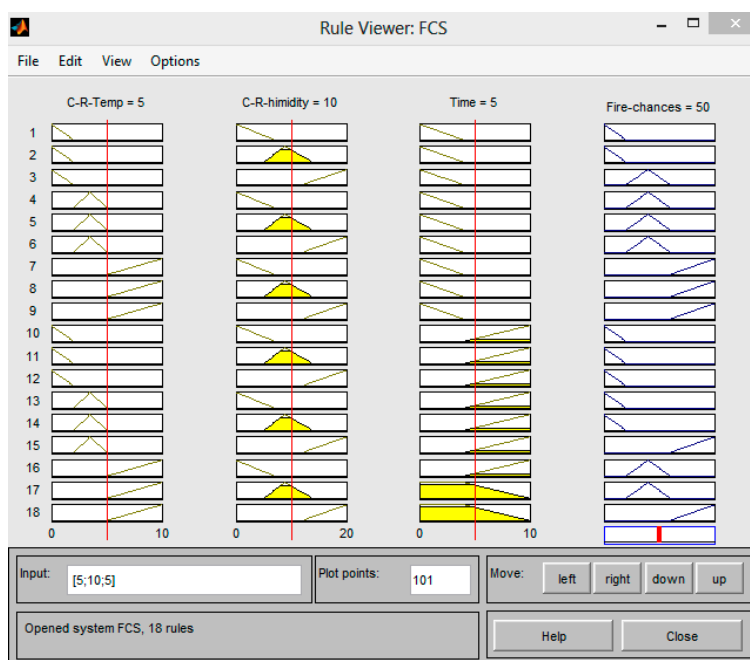 Rule Viewer: FCS
File Edit View Options
C-R-Temp = 5
C-R-himidity = 10
Time = 5
Fire-chances = 50
1
2
3
4
5
6
7
8
9
10
11
12
13
14
15
16
17
18
0 10
0 20
0 10
Input: [5;10;5]
Plot points: 101
Move: left right down up
Opened system FCS, 18 rules
Help Close